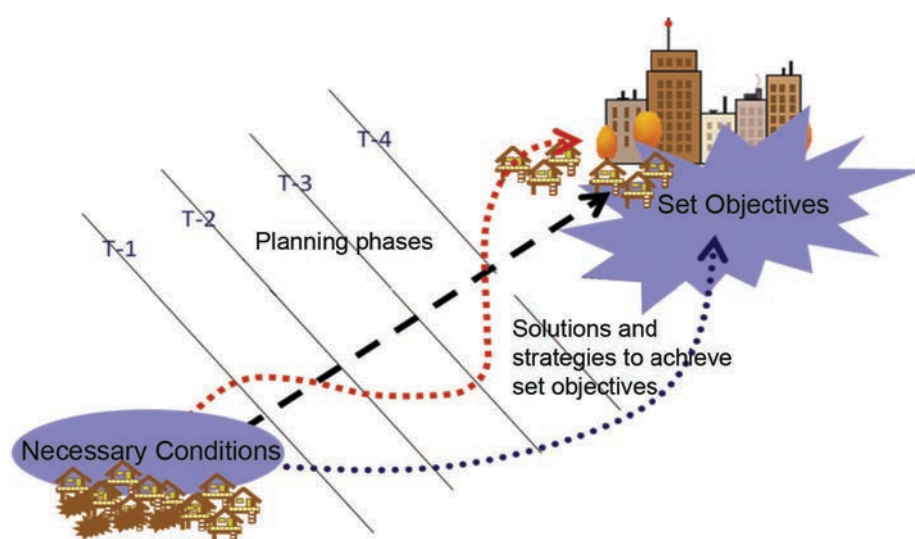 T-4
T-3
T-2
T-1
Planning phases
Set Objectives
Solutions and
strategies to achieve
set objectives
Necessary Conditions